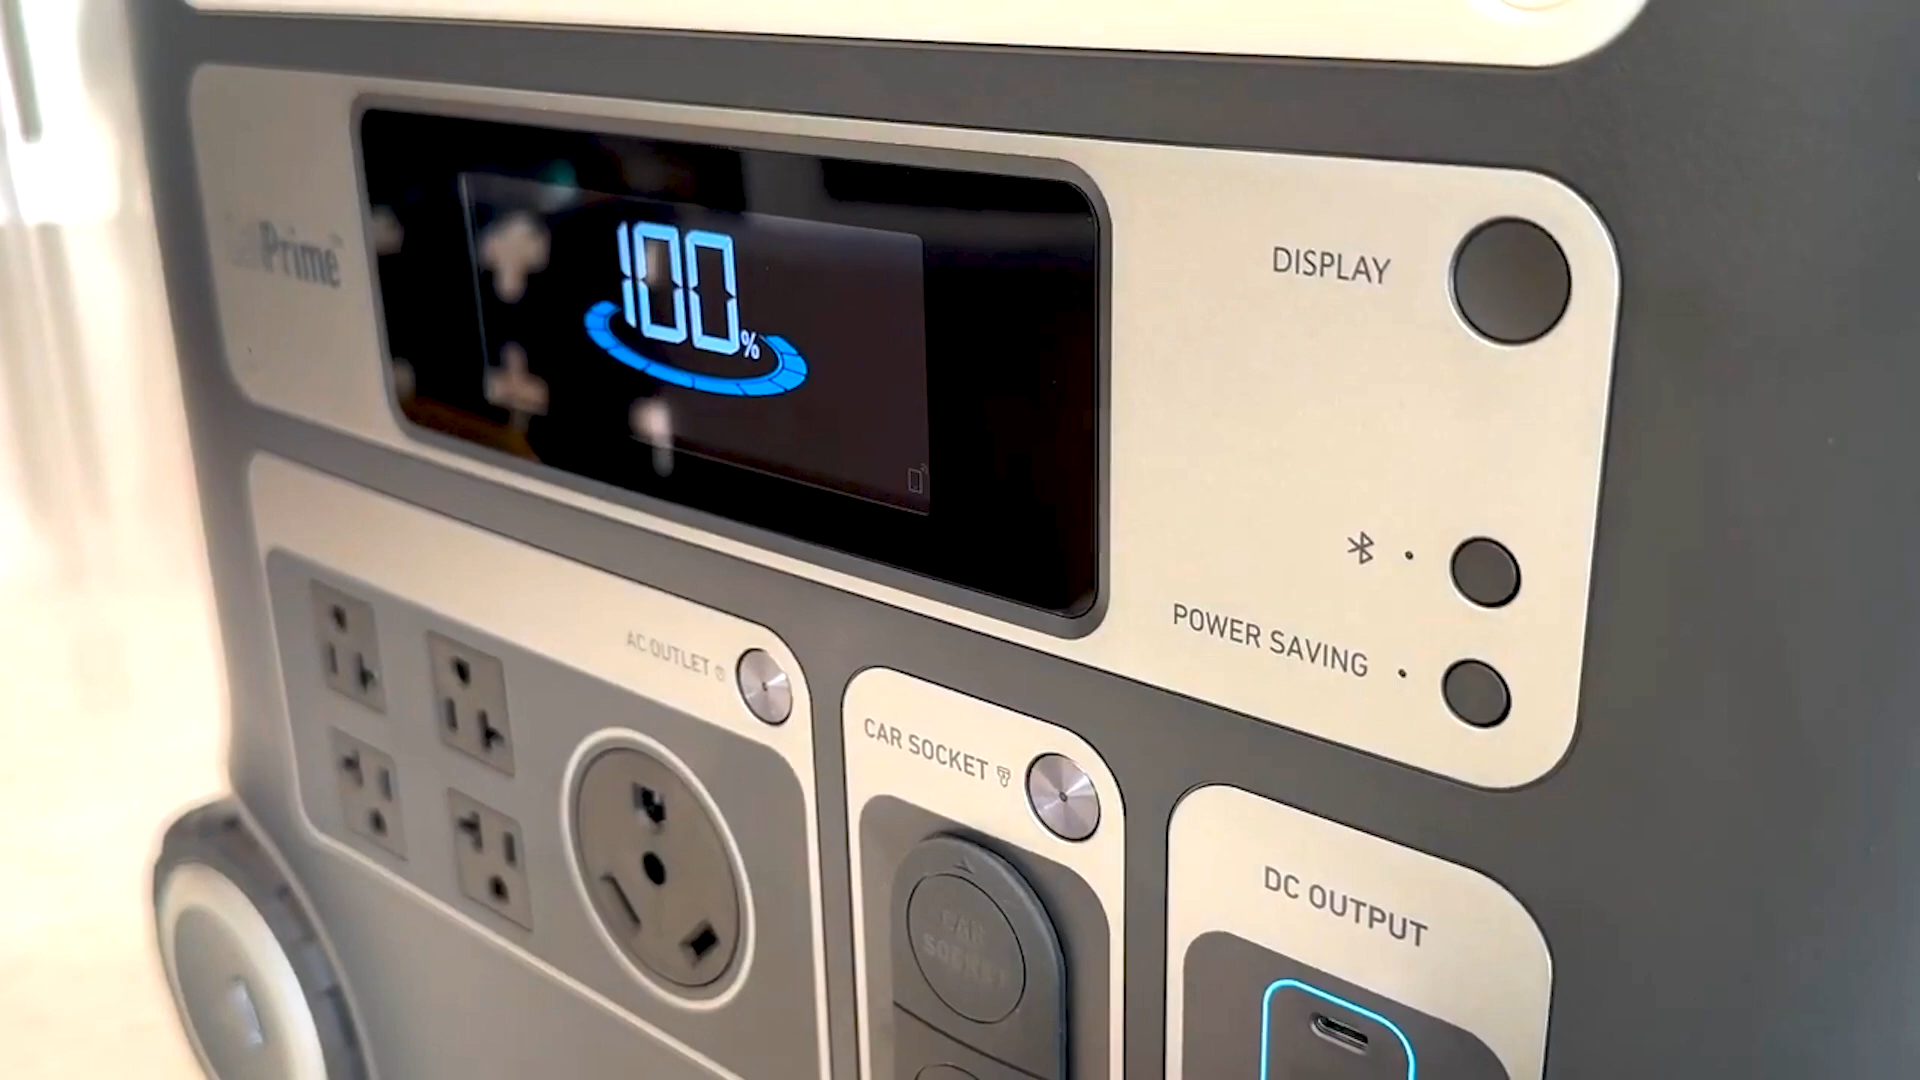 Prime
100%
DISPLAY
POWER SAVING
AC OUTLET
CAR SOCKET
CAR
SOCKET
DC OUTPUT